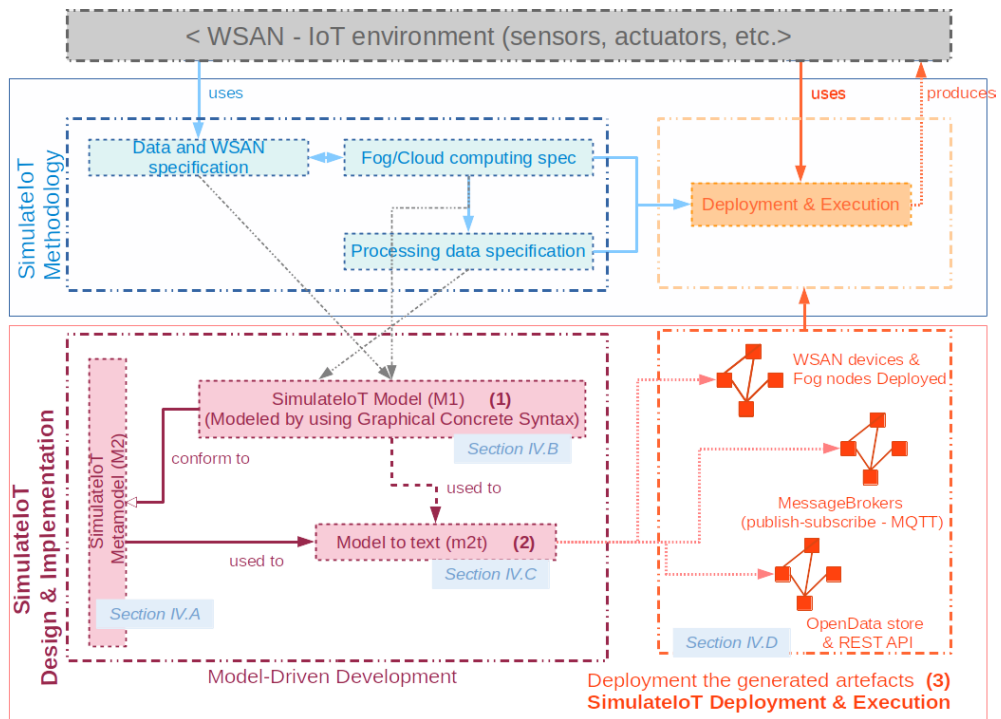 < WSAN - IoT environment (sensors, actuators, etc.>
uses
uses
produces
SimulateIoT
Methodology
Data and WSAN
specification
Fog/Cloud computing spec
Deployment & Execution
Processing data specification
SimulateIoT
Design & Implementation
SimulateIoT
Metamodel (M2)
SimulateIoT Model (M1) (1)
(Modeled by using Graphical Concrete Syntax)
Section IV.B
conform to
used to
used to
Model to text (m2t) (2)
Section IV.C
Section IV.A
Model-Driven Development
WSAN devices &
Fog nodes Deployed
MessageBrokers
(publish-subscribe - MQTT)
OpenData store
& REST API
Section IV.D
Deployment the generated artefacts (3)
SimulateIoT Deployment & Execution